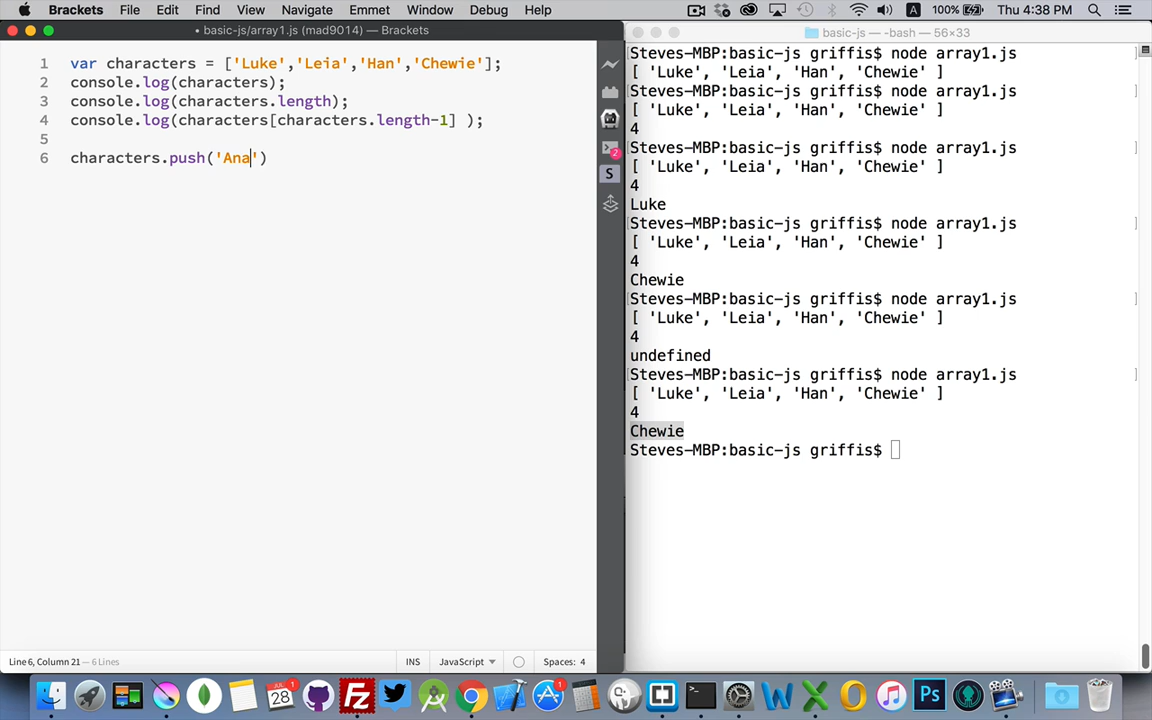 Brackets File Edit Find View Navigate Emmet Window Debug Help 100% Thu 4:38 PM
• basic-js/array1.js (mad9014) — Brackets
basic-js — -bash — 56×33
1 var characters = ['Luke','Leia','Han','Chewie'];
2 console.log(characters);
3 console.log(characters.length);
4 console.log(characters[characters.length-1] );
5
6 characters.push('Ana')
Steves-MBP:basic-js griffis$ node array1.js
[ 'Luke', 'Leia', 'Han', 'Chewie' ]
Steves-MBP:basic-js griffis$ node array1.js
[ 'Luke', 'Leia', 'Han', 'Chewie' ]
4
Steves-MBP:basic-js griffis$ node array1.js
[ 'Luke', 'Leia', 'Han', 'Chewie' ]
4
Luke
Steves-MBP:basic-js griffis$ node array1.js
[ 'Luke', 'Leia', 'Han', 'Chewie' ]
4
Chewie
Steves-MBP:basic-js griffis$ node array1.js
[ 'Luke', 'Leia', 'Han', 'Chewie' ]
4
undefined
Steves-MBP:basic-js griffis$ node array1.js
[ 'Luke', 'Leia', 'Han', 'Chewie' ]
4
Chewie
Steves-MBP:basic-js griffis$
Line 6, Column 21 — 6 Lines
INS JavaScript Spaces: 4